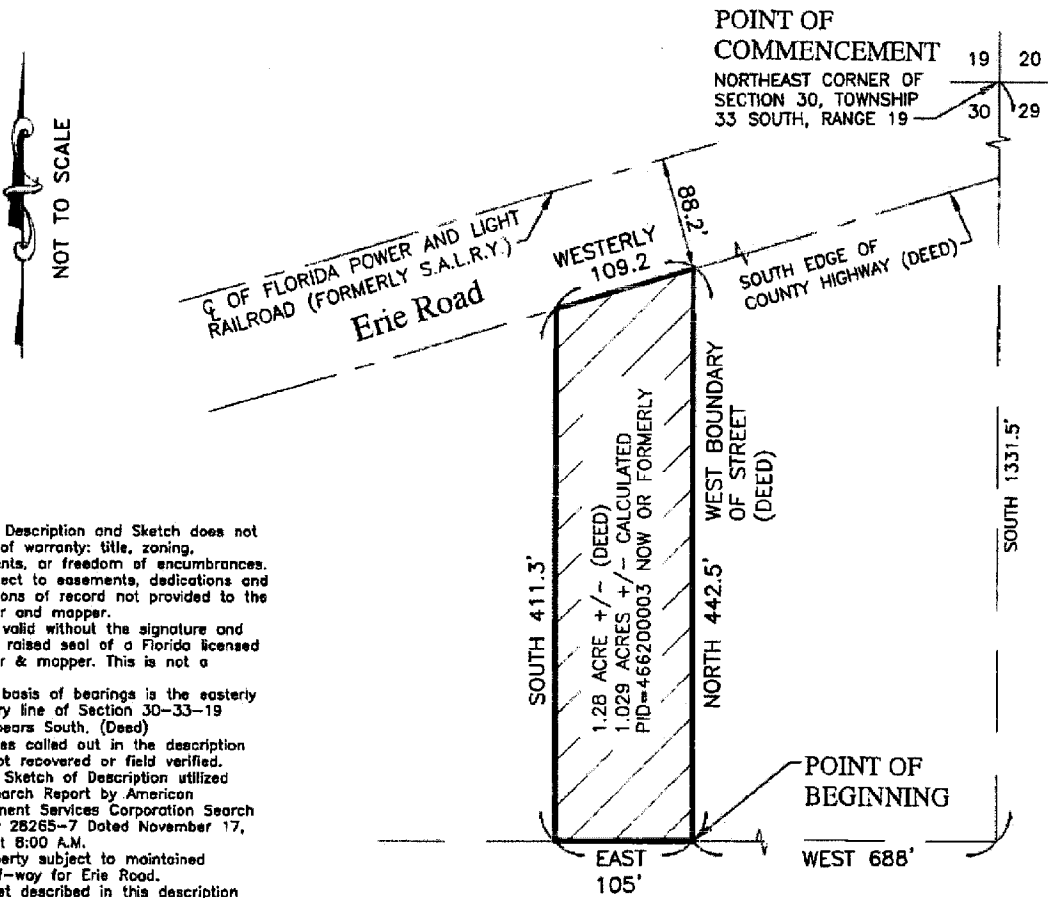 POINT OF
COMMENCEMENT
NORTHEAST CORNER OF
SECTION 30, TOWNSHIP
33 SOUTH, RANGE 19
19 20
30 29
NOT TO SCALE
℄ OF FLORIDA POWER AND LIGHT
RAILROAD (FORMERLY S.A.L.R.Y.)
Erie Road
WESTERLY
109.2
88.2'
SOUTH EDGE OF
COUNTY HIGHWAY (DEED)
SOUTH 411.3'
1.28 ACRE +/- (DEED)
1.029 ACRES +/- CALCULATED
PID=466200003 NOW OR FORMERLY
NORTH 442.5'
WEST BOUNDARY
OF STREET
(DEED)
SOUTH 1331.5'
POINT OF
BEGINNING
EAST
105'
WEST 688'
Description and Sketch does not
of warranty: title, zoning,
nts, or freedom of encumbrances.
ect to easements, dedications and
ons of record not provided to the
r and mapper.
valid without the signature and
raised seal of a Florida licensed
r & mapper. This is not a
basis of bearings is the easterly
ry line of Section 30-33-19
bears South. (Deed)
es called out in the description
ot recovered or field verified.
Sketch of Description utilized
arch Report by American
ment Services Corporation Search
28265-7 Dated November 17,
t 8:00 A.M.
perty subject to maintained
f-way for Erie Road.
et described in this description